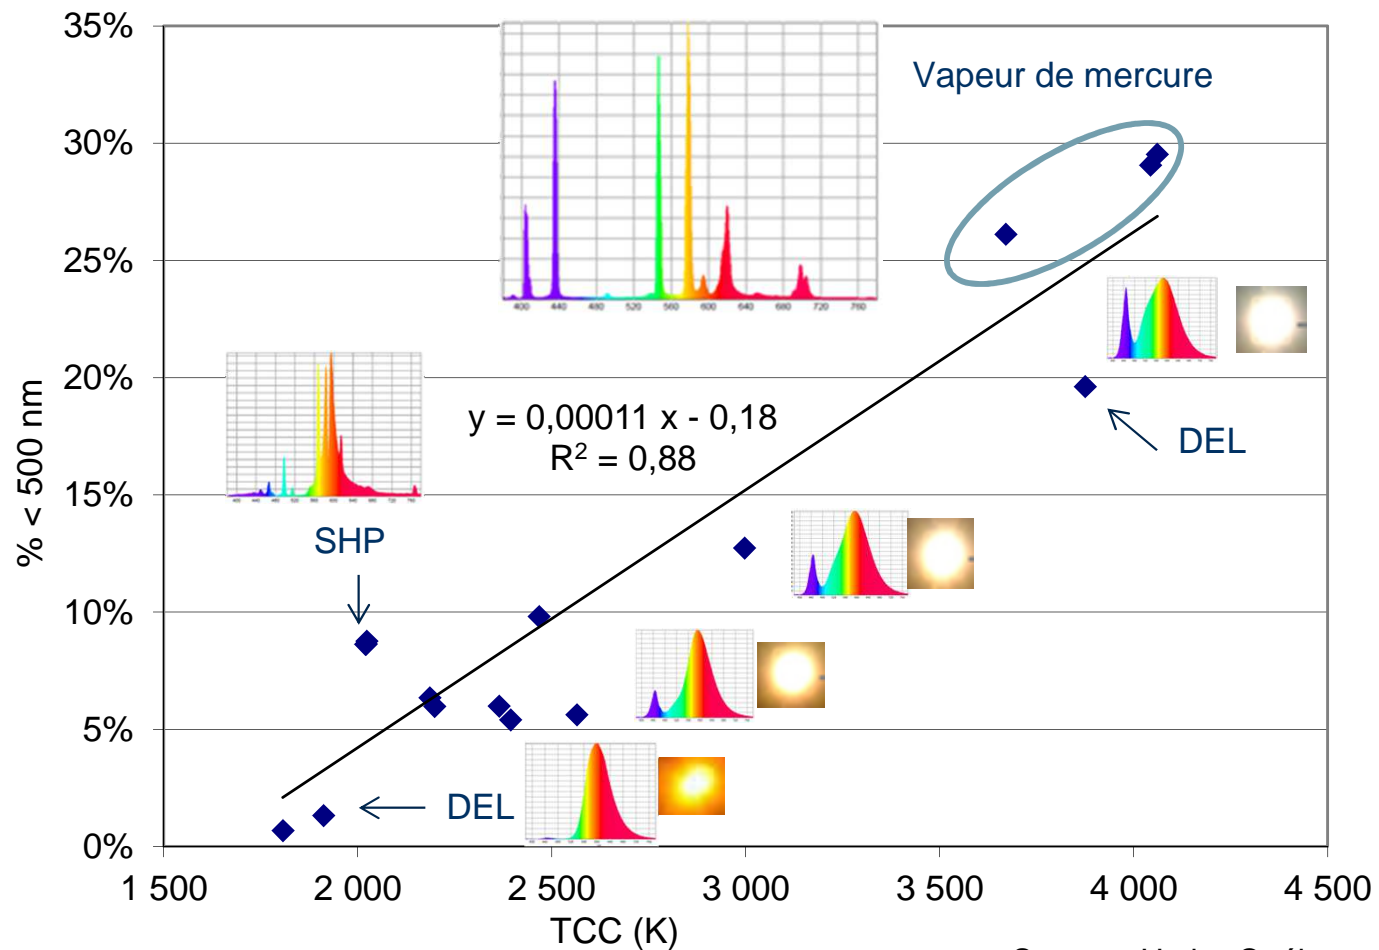 35%
30%
25%
20%
15%
10%
5%
0%
% < 500 nm
Vapeur de mercure
400 440 480 520 560 600 640 680 720 760
y = 0,00011 x - 0,18
R² = 0,88
DEL
SHP
DEL
1 500 2 000 2 500 3 000 3 500 4 000 4 500
TCC (K)